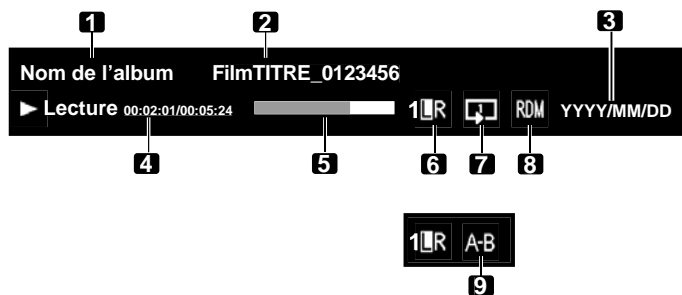 1 2 3
Nom de l'album FilmTITRE_0123456
Lecture 00:02:01/00:05:24 1LR 1 RDM YYYY/MM/DD
4 5 6 7 8
1LR A-B
9